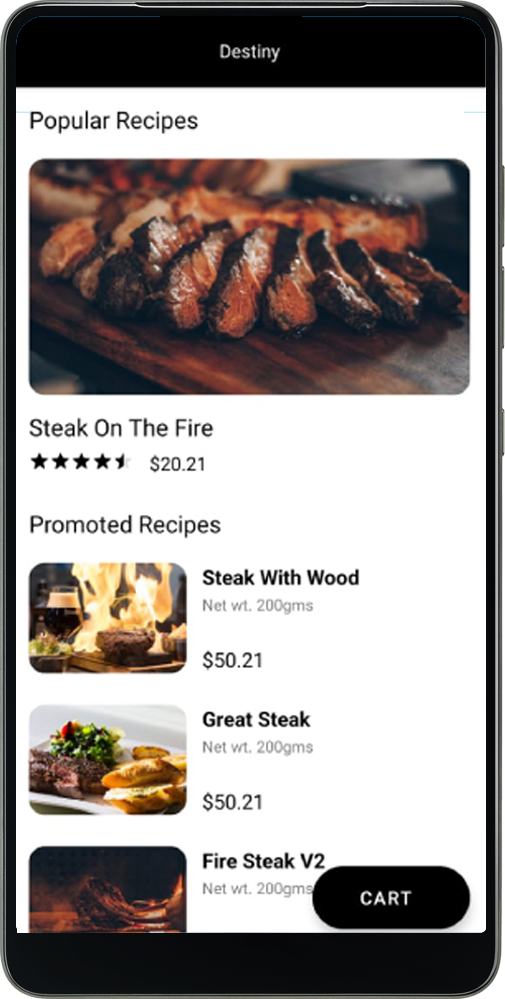 Destiny
Popular Recipes
Steak On The Fire
$20.21
Promoted Recipes
Steak With Wood
Net wt. 200gms
$50.21
Great Steak
Net wt. 200gms
$50.21
Fire Steak V2
Net wt. 200gms
CART